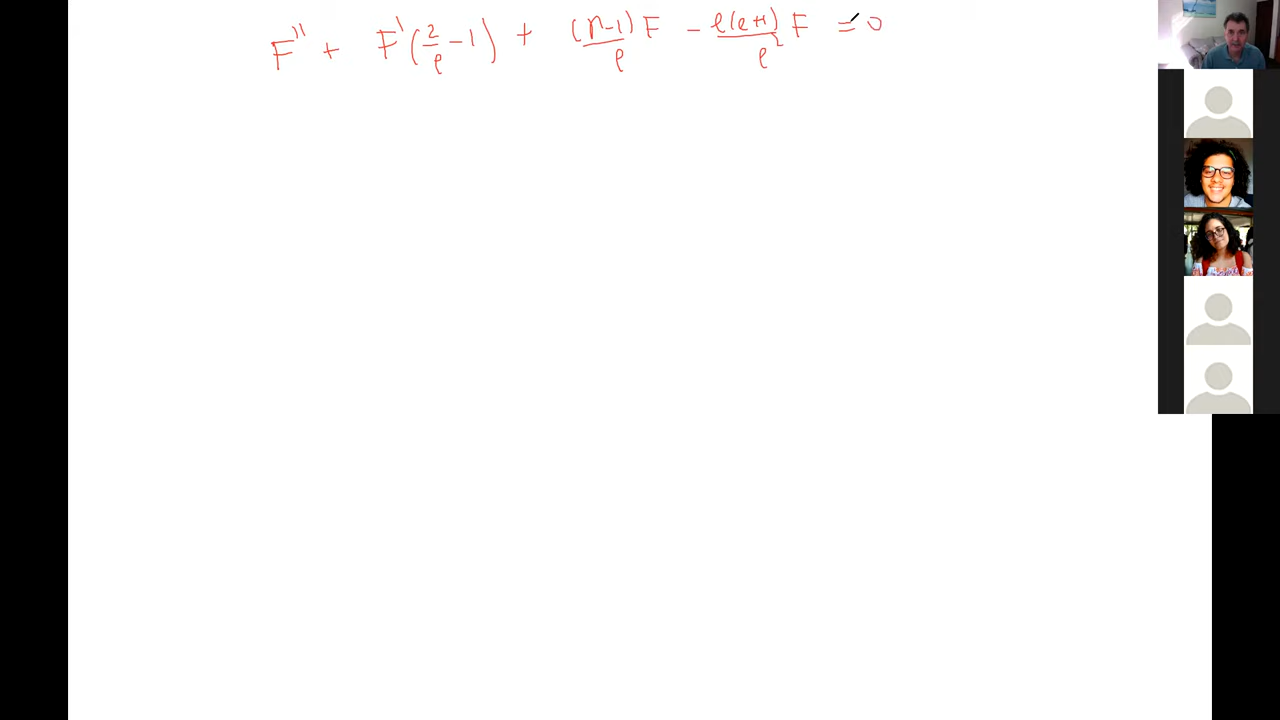 F'' + F'(2/ρ - 1) + (n-1)/ρ F - ℓ(ℓ+1)/ρ² F = 0